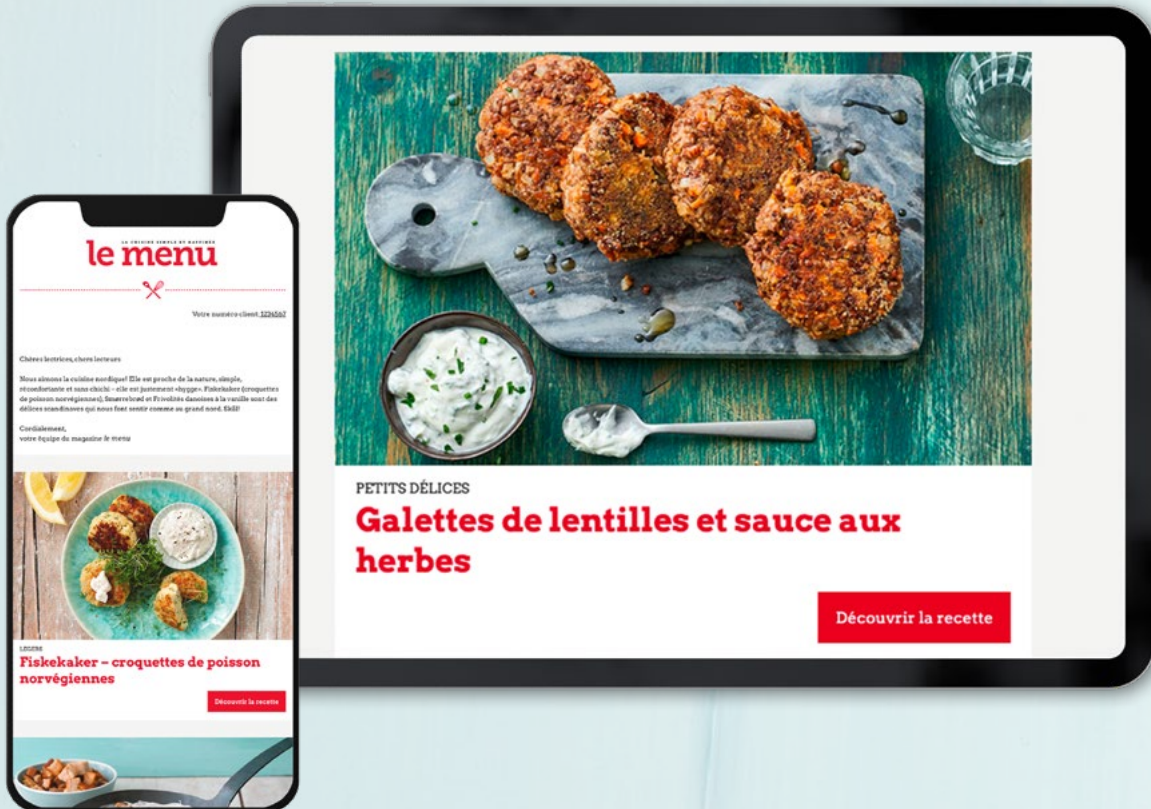 LA CUISINE SIMPLE ET RAFFINÉE
le menu
Votre numéro client: 1234567
Chères lectrices, chers lecteurs
Nous aimons la cuisine nordique! Elle est proche de la nature, simple,
réconfortante et sans chichi – elle est justement «hygge». Fiskekaker (croquettes
de poisson norvégiennes), Smørrebrød et Frivolités danoises à la vanille sont des
délices scandinaves qui nous font sentir comme au grand nord. Skål!
Cordialement,
votre équipe du magazine le menu
LÉGÈRE
Fiskekaker – croquettes de poisson
norvégiennes
Découvrir la recette
PETITS DÉLICES
Galettes de lentilles et sauce aux
herbes
Découvrir la recette